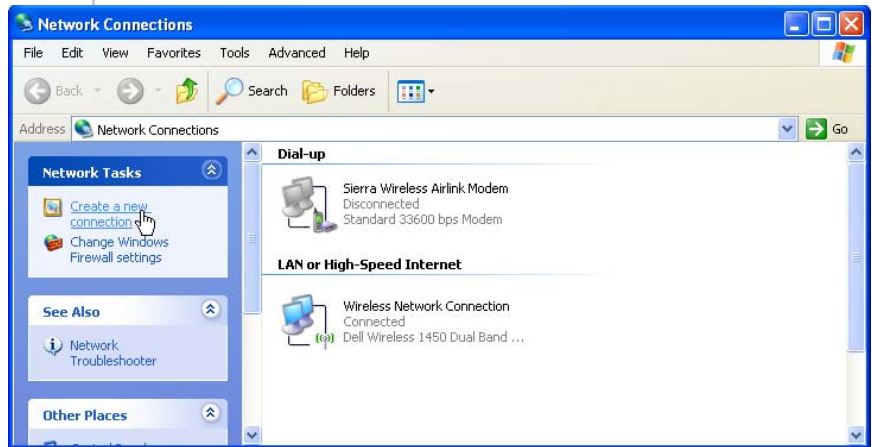 Network Connections
File Edit View Favorites Tools Advanced Help
Back Search Folders
Address Network Connections Go
Network Tasks
Create a new
connection
Change Windows
Firewall settings
See Also
Network
Troubleshooter
Other Places
Dial-up
Sierra Wireless Airlink Modem
Disconnected
Standard 33600 bps Modem
LAN or High-Speed Internet
Wireless Network Connection
Connected
Dell Wireless 1450 Dual Band ...